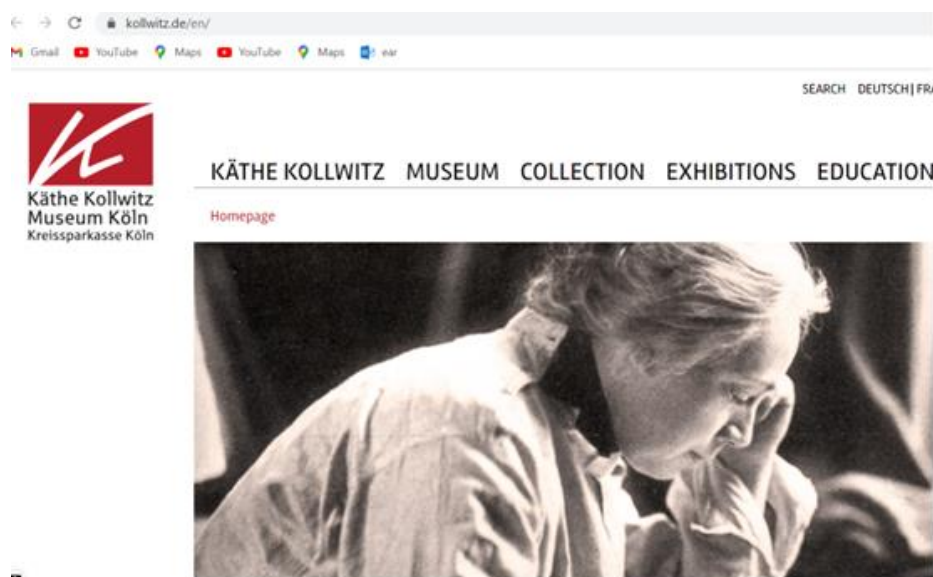 kollwitz.de/en/
Gmail YouTube Maps YouTube Maps ear
SEARCH DEUTSCH| FRA
KÄTHE KOLLWITZ MUSEUM COLLECTION EXHIBITIONS EDUCATION
Käthe Kollwitz
Museum Köln
Kreissparkasse Köln
Homepage